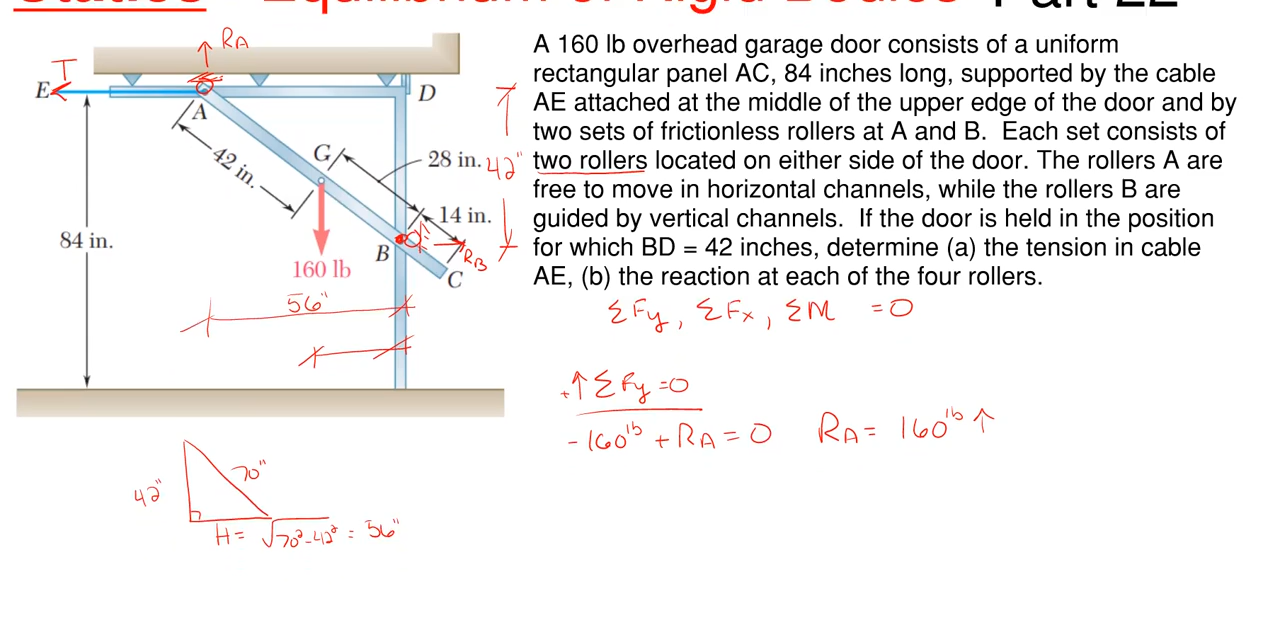 Statics - Equilibrium of Rigid Bodies - Part 22
A 160 lb overhead garage door consists of a uniform
rectangular panel AC, 84 inches long, supported by the cable
AE attached at the middle of the upper edge of the door and by
two sets of frictionless rollers at A and B. Each set consists of
two rollers located on either side of the door. The rollers A are
free to move in horizontal channels, while the rollers B are
guided by vertical channels. If the door is held in the position
for which BD = 42 inches, determine (a) the tension in cable
AE, (b) the reaction at each of the four rollers.
RA
T
E
A
D
G
42 in.
28 in.
42"
14 in.
84 in.
B
RB
160 lb
C
56"
ΣFy, ΣFx, ΣM = 0
+↑ΣFy=0
-160lb + RA = 0 RA = 160lb ↑
42"
70"
H = √70²-42² = 56"